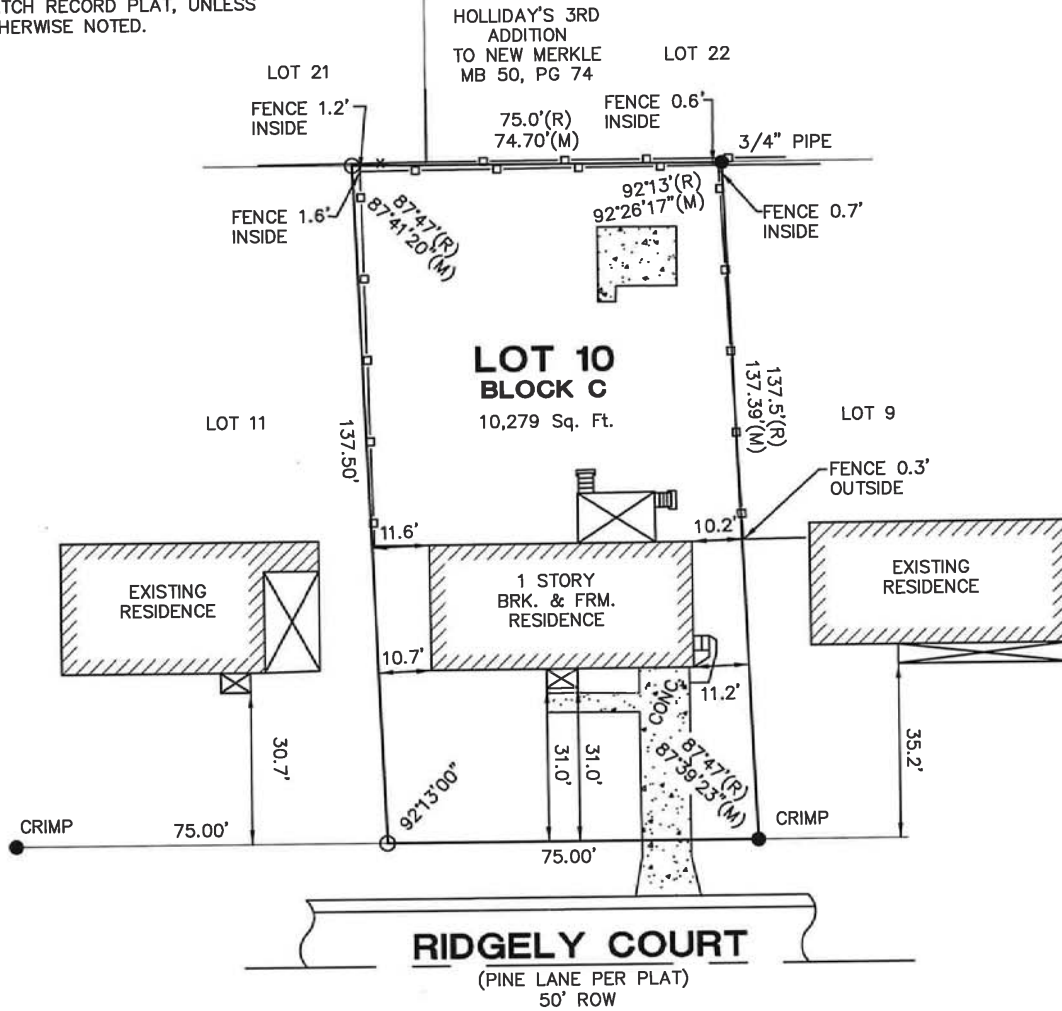 TCH RECORD PLAT, UNLESS
HERWISE NOTED.
HOLLIDAY'S 3RD
ADDITION
TO NEW MERKLE
MB 50, PG 74
LOT 21
LOT 22
FENCE 1.2'
INSIDE
75.0'(R)
74.70'(M)
FENCE 0.6'
INSIDE
3/4" PIPE
FENCE 1.6'
INSIDE
87°47'(R)
87°41'20"(M)
92°13'(R)
92°26'17"(M)
FENCE 0.7'
INSIDE
LOT 10
BLOCK C
10,279 Sq. Ft.
LOT 11
137.50'
137.5'(R)
137.39'(M)
LOT 9
FENCE 0.3'
OUTSIDE
11.6'
10.2'
EXISTING
RESIDENCE
1 STORY
BRK. & FRM.
RESIDENCE
EXISTING
RESIDENCE
10.7'
11.2'
CONC.
30.7'
31.0'
31.0'
87°47'(R)
87°39'23"(M)
35.2'
92°13'00"
CRIMP
75.00'
75.00'
CRIMP
RIDGELY COURT
(PINE LANE PER PLAT)
50' ROW